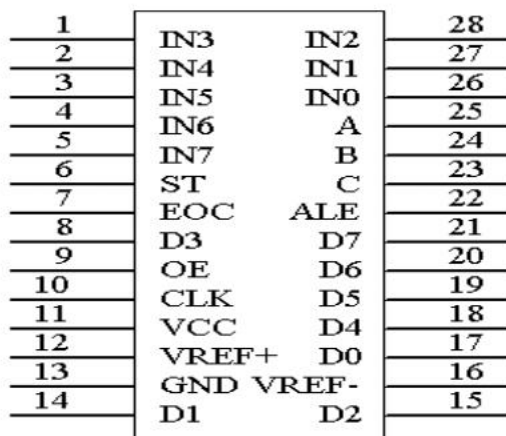 1 IN3 IN2 28
2 IN4 IN1 27
3 IN5 IN0 26
4 IN6 A 25
5 IN7 B 24
6 ST C 23
7 EOC ALE 22
8 D3 D7 21
9 OE D6 20
10 CLK D5 19
11 VCC D4 18
12 VREF+ D0 17
13 GND VREF- 16
14 D1 D2 15